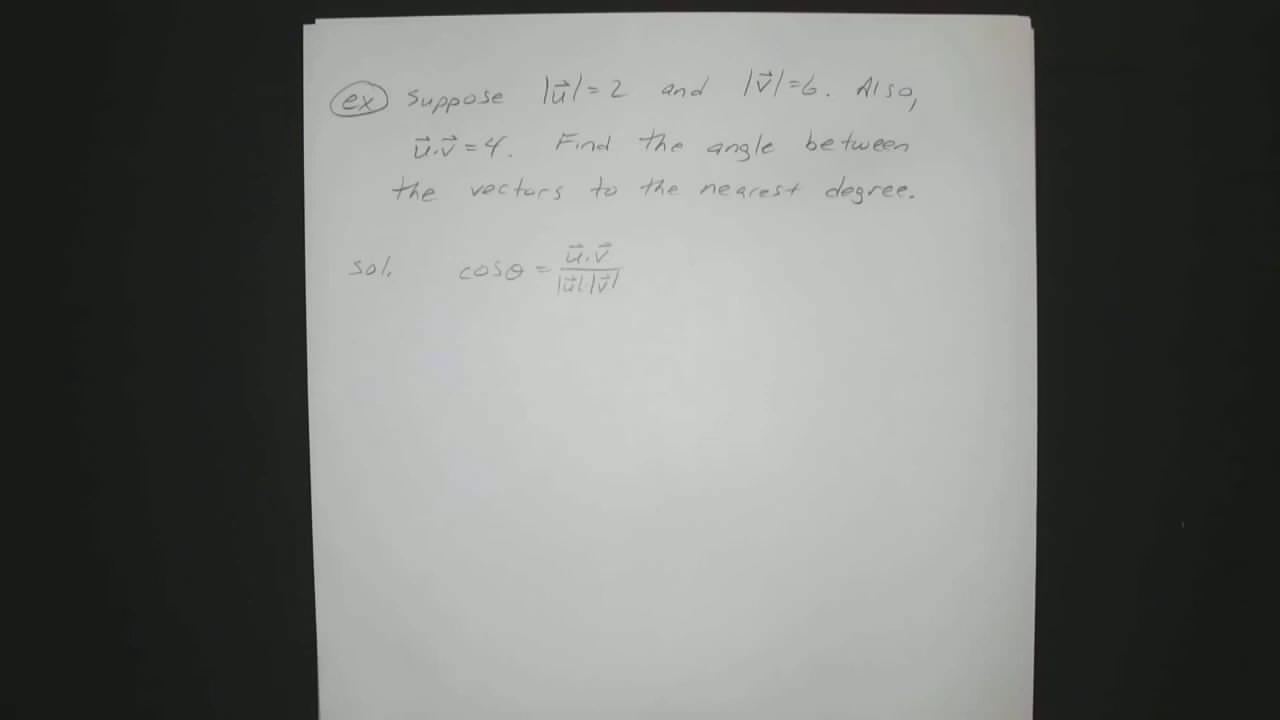 ex Suppose |u⃗|=2 and |v⃗|=6. Also,
u⃗·v⃗=4. Find the angle between
the vectors to the nearest degree.
sol. cosθ = u⃗·v⃗ / |u⃗|·|v⃗|